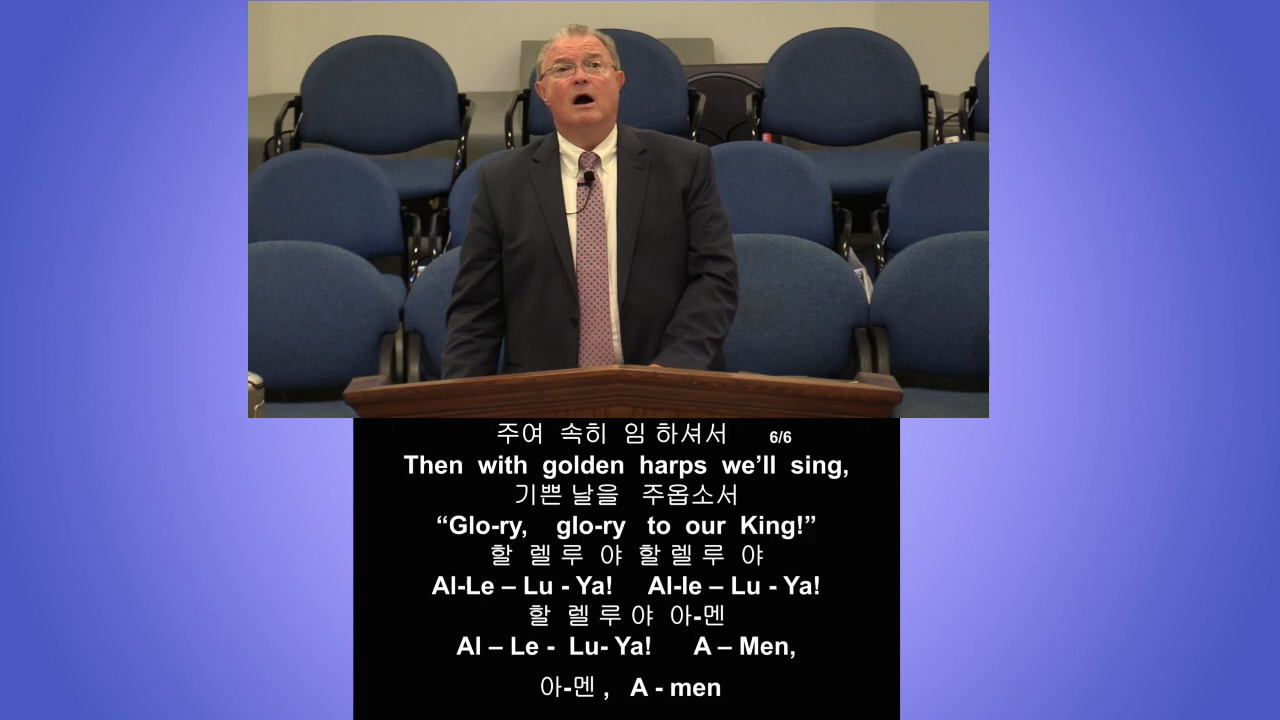 주여 속히 임 하셔서 6/6
Then with golden harps we’ll sing,
기쁜 날을 주옵소서
“Glo-ry, glo-ry to our King!”
할 렐 루 야 할 렐 루 야
Al-Le – Lu - Ya! Al-le – Lu - Ya!
할 렐 루 야 아-멘
Al – Le - Lu- Ya! A – Men,
아-멘 , A - men